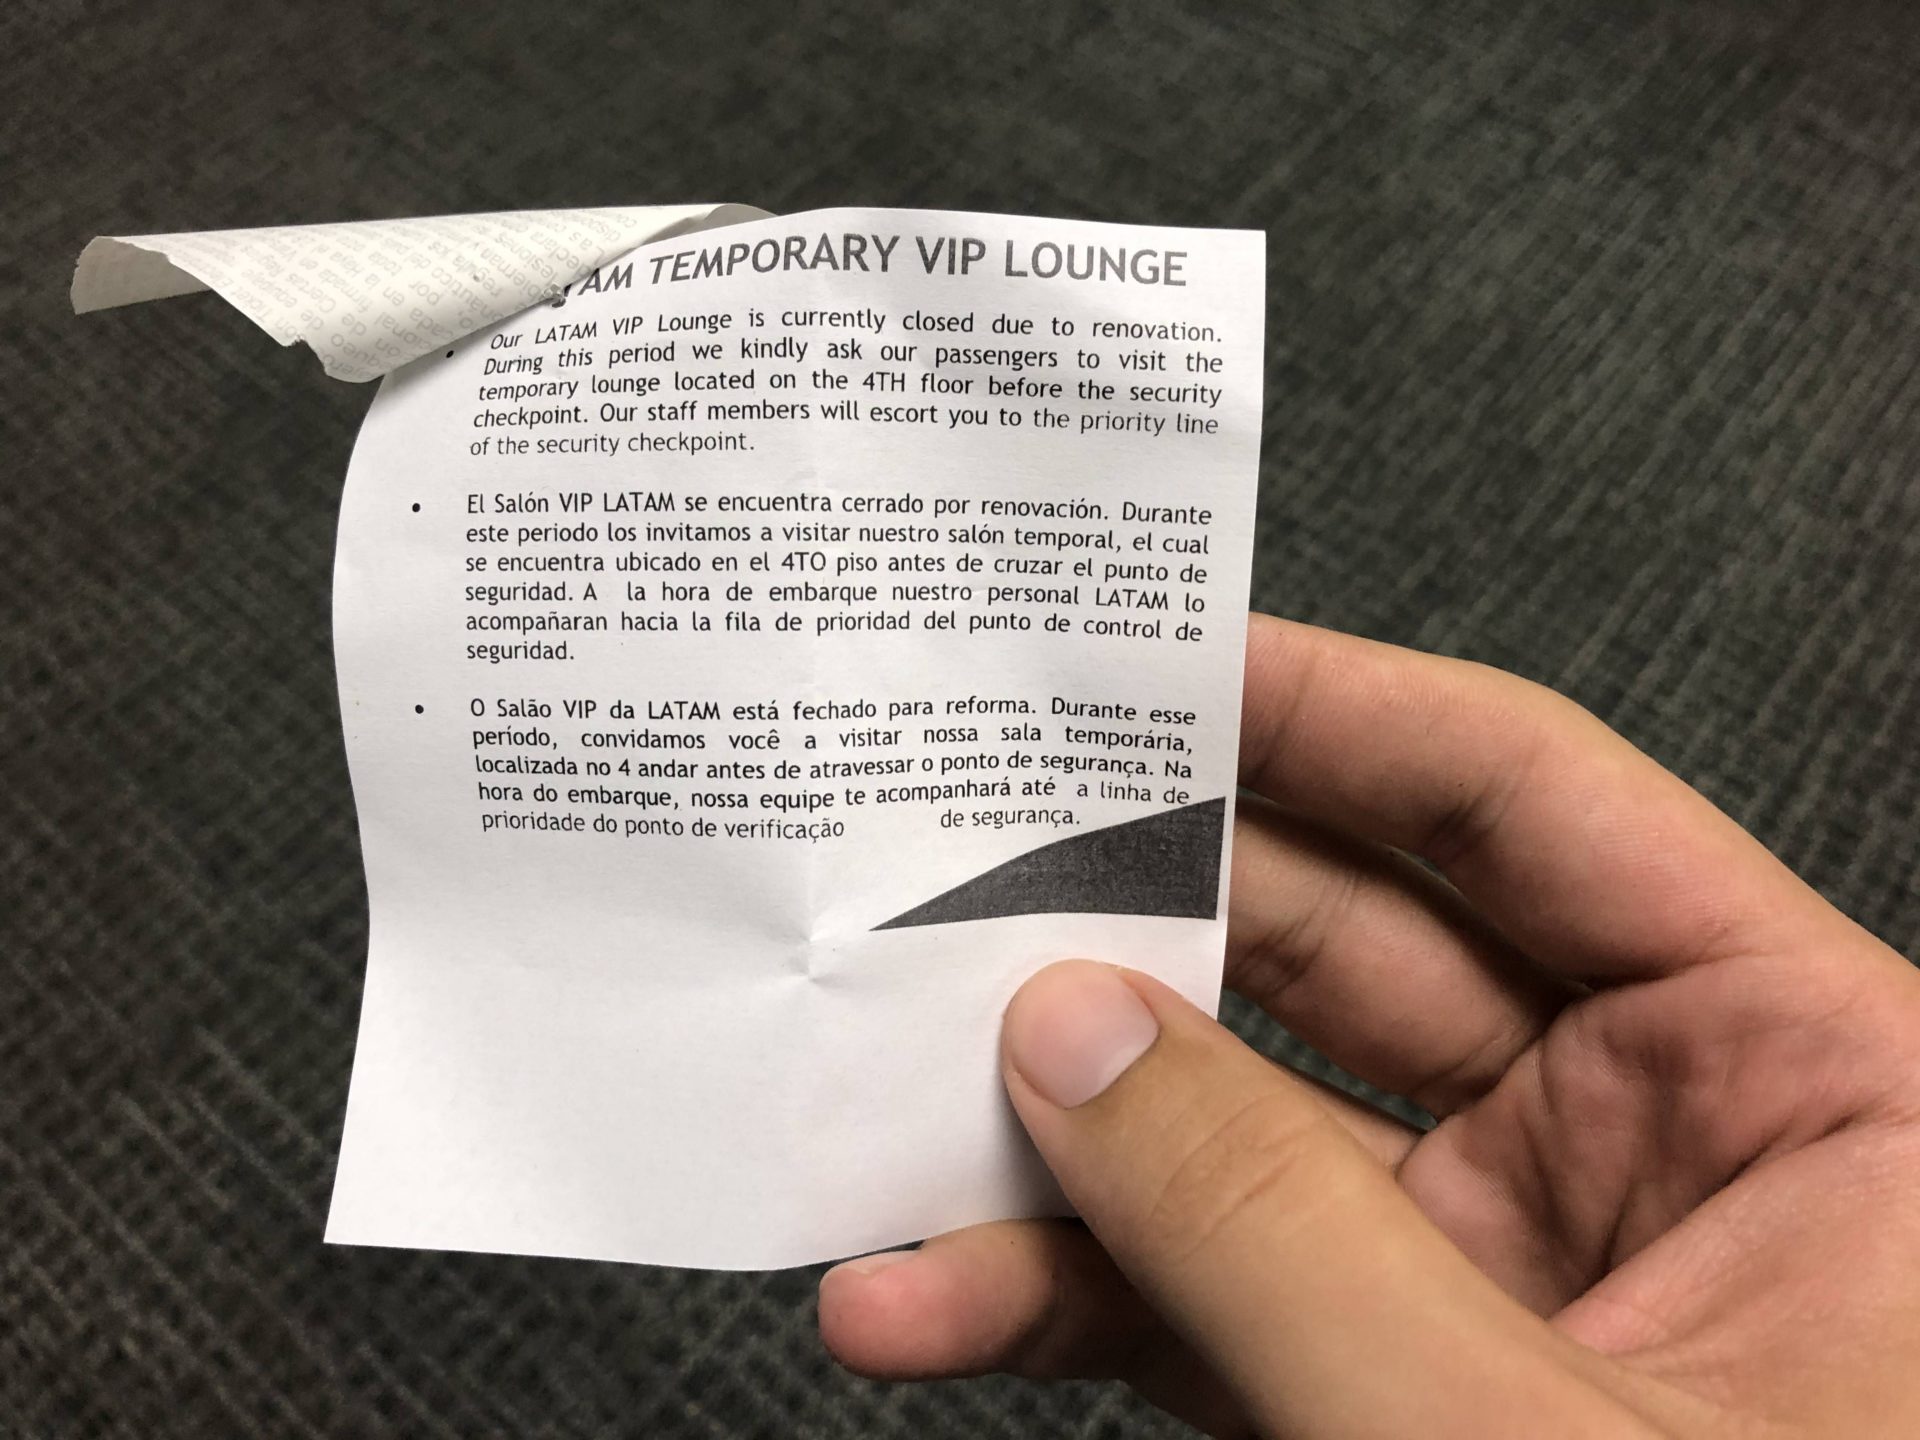 AM TEMPORARY VIP LOUNGE
• Our LATAM VIP Lounge is currently closed due to renovation.
During this period we kindly ask our passengers to visit the
temporary lounge located on the 4TH floor before the security
checkpoint. Our staff members will escort you to the priority line
of the security checkpoint.
• El Salón VIP LATAM se encuentra cerrado por renovación. Durante
este periodo los invitamos a visitar nuestro salón temporal, el cual
se encuentra ubicado en el 4TO piso antes de cruzar el punto de
seguridad. A la hora de embarque nuestro personal LATAM lo
acompañaran hacia la fila de prioridad del punto de control de
seguridad.
• O Salão VIP da LATAM está fechado para reforma. Durante esse
período, convidamos você a visitar nossa sala temporária,
localizada no 4 andar antes de atravessar o ponto de segurança. Na
hora do embarque, nossa equipe te acompanhará até a linha de
prioridade do ponto de verificação de segurança.